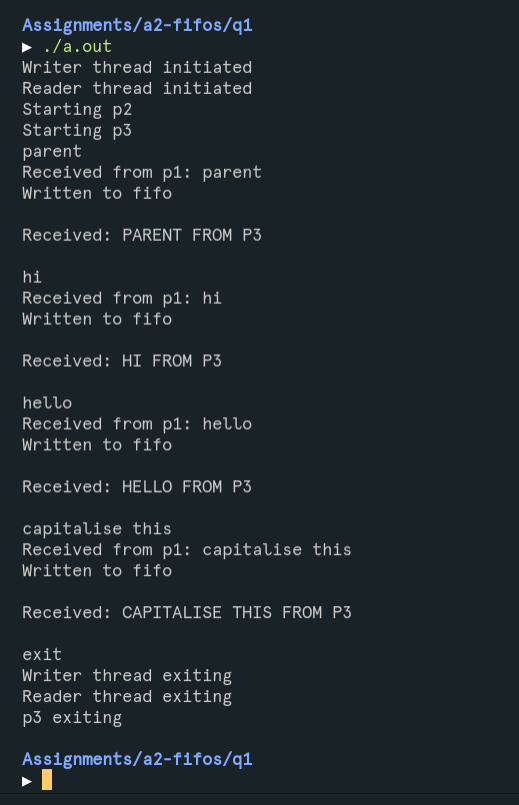 Assignments/a2-fifos/q1
▶ ./a.out
Writer thread initiated
Reader thread initiated
Starting p2
Starting p3
parent
Received from p1: parent
Written to fifo
Received: PARENT FROM P3
hi
Received from p1: hi
Written to fifo
Received: HI FROM P3
hello
Received from p1: hello
Written to fifo
Received: HELLO FROM P3
capitalise this
Received from p1: capitalise this
Written to fifo
Received: CAPITALISE THIS FROM P3
exit
Writer thread exiting
Reader thread exiting
p3 exiting
Assignments/a2-fifos/q1
▶